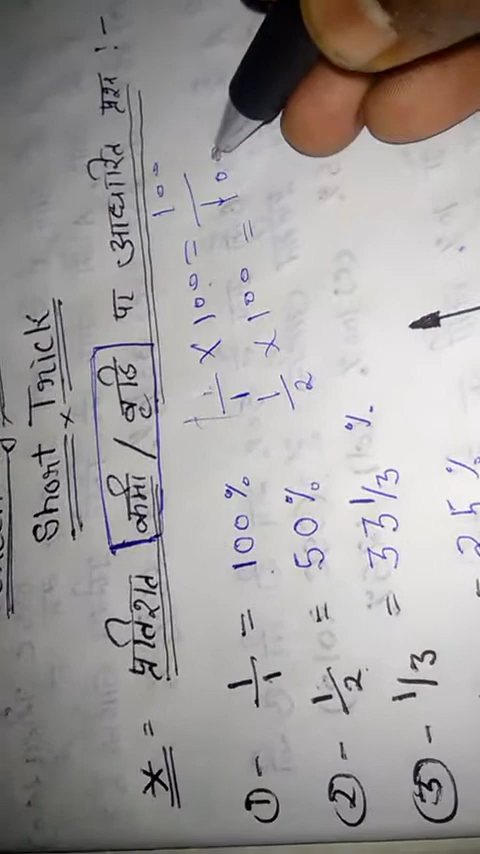 Short Trick
* = प्रतिशत कमी / वृद्धि पर आधारित प्रश्न :-
① - 1/1 = 100%
1/1 × 100 = 100/1
② - 1/2 = 50%
1/2 × 100 =
③ - 1/3 = 33 1/3 %
= 25%